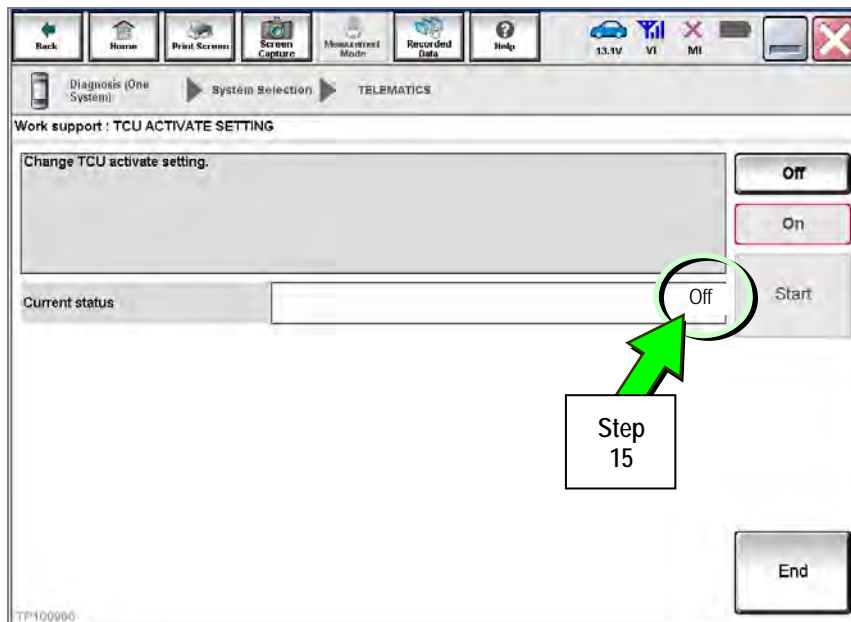 Back
Home
Print Screen
Screen
Capture
Measurement
Mode
Recorded
Data
Help
13.1V
VI
MI
Diagnosis (One
System)
System Selection
TELEMATICS
Work support : TCU ACTIVATE SETTING
Change TCU activate setting.
Off
On
Current status
Off
Start
Step
15
End
TP100900